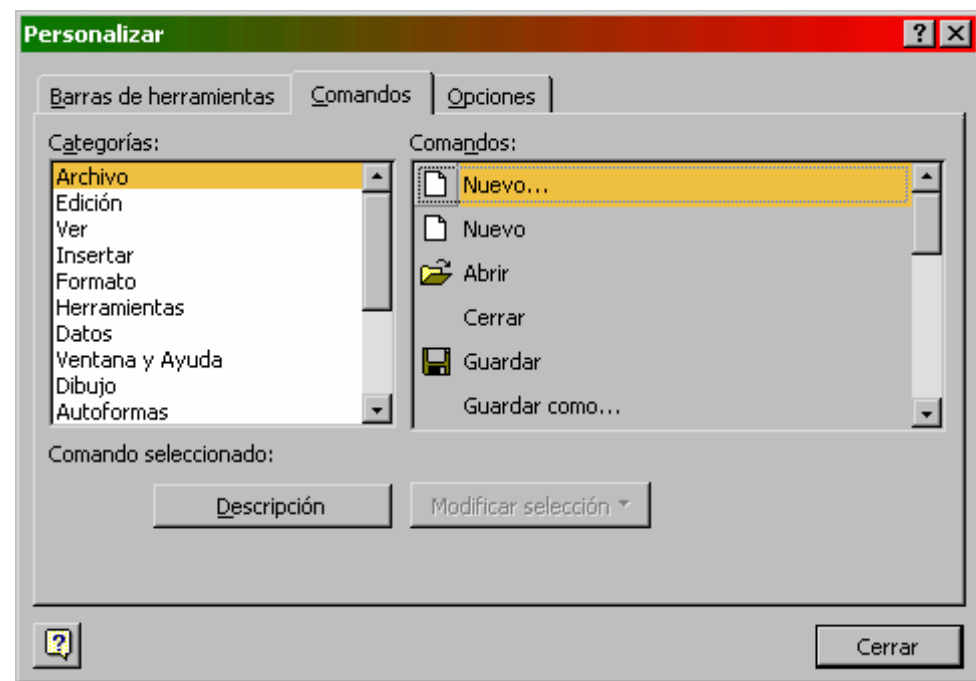 Personalizar
Barras de herramientas
Comandos
Opciones
Categorías:
Archivo
Edición
Ver
Insertar
Formato
Herramientas
Datos
Ventana y Ayuda
Dibujo
Autoformas
Comandos:
Nuevo...
Nuevo
Abrir
Cerrar
Guardar
Guardar como...
Comando seleccionado:
Descripción
Modificar selección
Cerrar